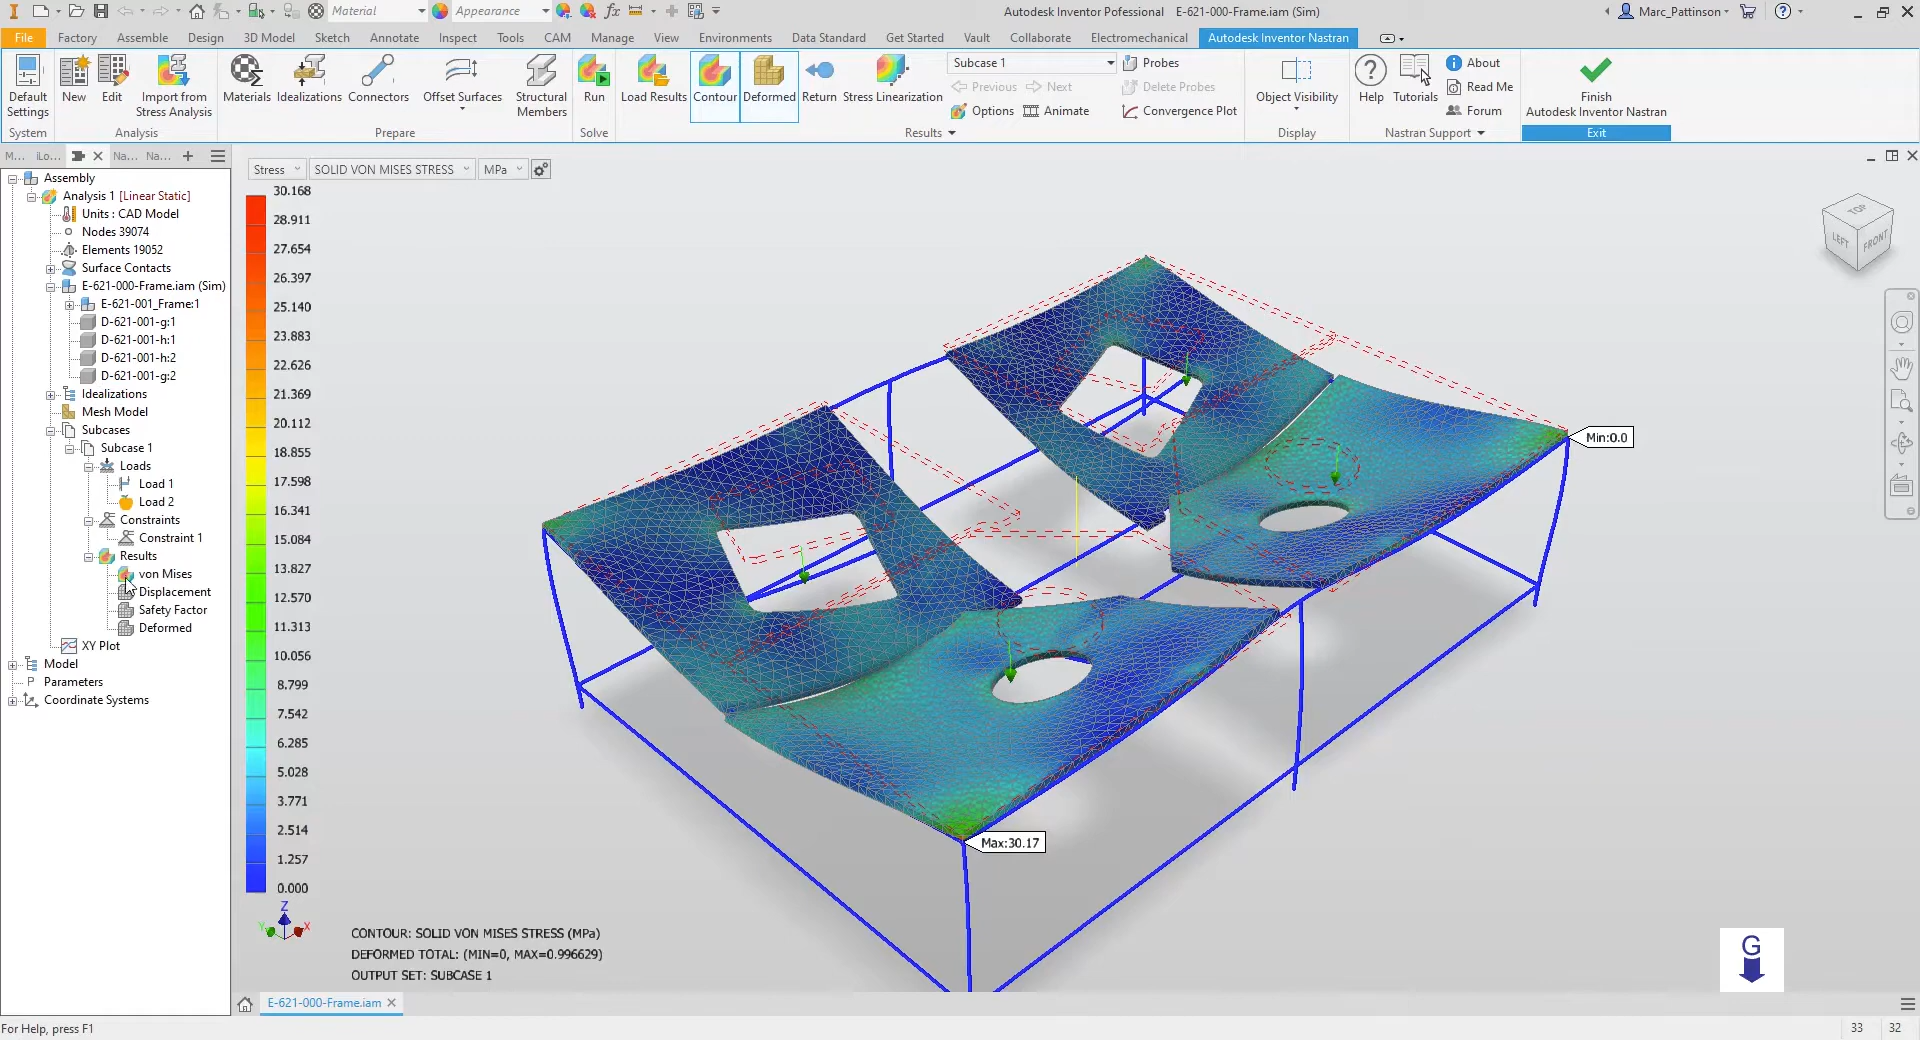 Material Appearance
Autodesk Inventor Pofessional E-621-000-Frame.iam (Sim) Marc_Pattinson
File Factory Assemble Design 3D Model Sketch Annotate Inspect Tools CAM Manage View Environments Data Standard Get Started Vault Collaborate Electromechanical Autodesk Inventor Nastran
Default Settings New Edit Import from Stress Analysis Materials Idealizations Connectors Offset Surfaces Structural Members Run Load Results Contour Deformed Return Stress Linearization
Subcase 1 Probes
Previous Next Delete Probes
Options Animate Convergence Plot
Object Visibility Help Tutorials
About
Read Me
Forum
Finish
Autodesk Inventor Nastran
System Analysis Prepare Solve Results Display Nastran Support Exit
M... iLo... Na... Na...
Assembly
Analysis 1 [Linear Static]
Units : CAD Model
Nodes 39074
Elements 19052
Surface Contacts
E-621-000-Frame.iam (Sim)
E-621-001_Frame:1
D-621-001-g:1
D-621-001-h:1
D-621-001-h:2
D-621-001-g:2
Idealizations
Mesh Model
Subcases
Subcase 1
Loads
Load 1
Load 2
Constraints
Constraint 1
Results
von Mises
Displacement
Safety Factor
Deformed
XY Plot
Model
Parameters
Coordinate Systems
Stress SOLID VON MISES STRESS MPa
30.168
28.911
27.654
26.397
25.140
23.883
22.626
21.369
20.112
18.855
17.598
16.341
15.084
13.827
12.570
11.313
10.056
8.799
7.542
6.285
5.028
3.771
2.514
1.257
0.000
TOP
LEFT FRONT
Min:0.0
Max:30.17
Z
Y X
CONTOUR: SOLID VON MISES STRESS (MPa)
DEFORMED TOTAL: (MIN=0, MAX=0.996629)
OUTPUT SET: SUBCASE 1
G
E-621-000-Frame.iam
For Help, press F1 33 32